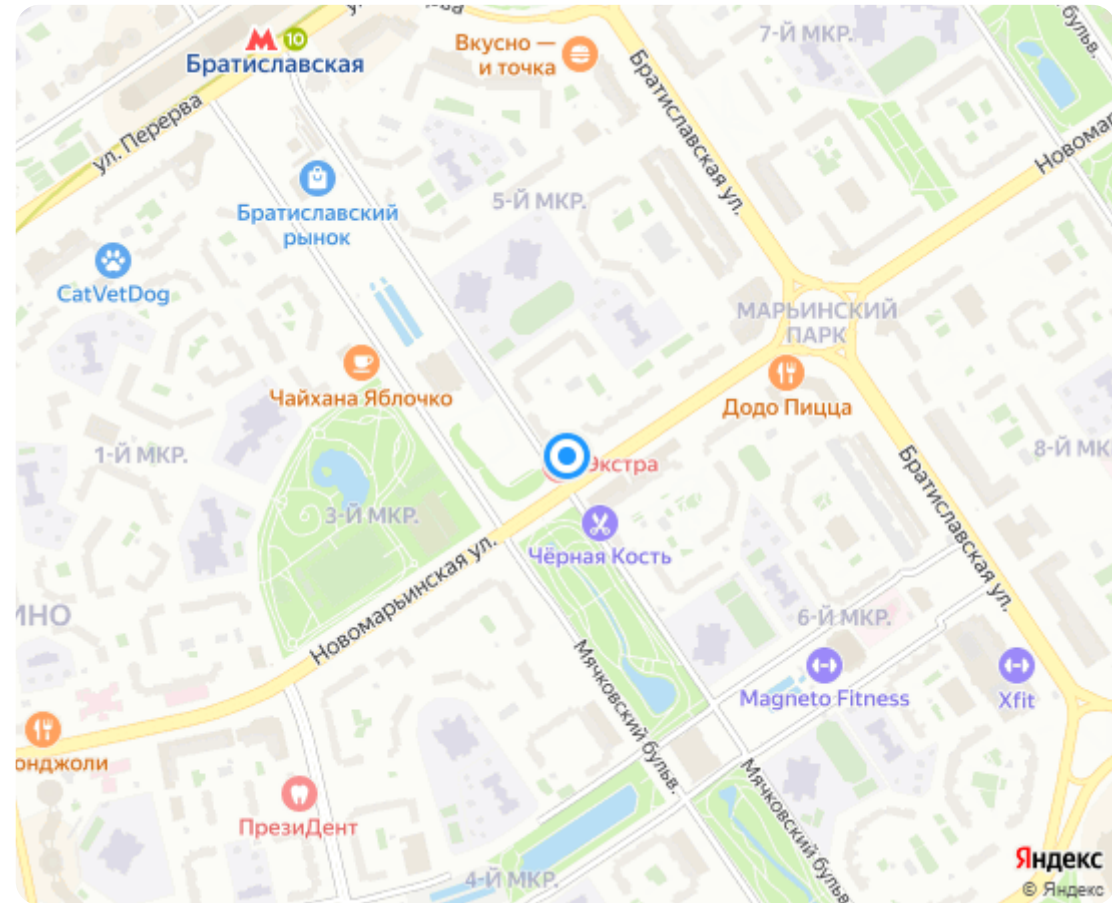 10
Братиславская
ул. Перерва
Вкусно —
и точка
7-Й МКР.
бульв.
Братиславская ул.
Братиславский
рынок
5-Й МКР.
CatVetDog
МАРЬИНСКИЙ
ПАРК
Чайхана Яблочко
Додо Пицца
1-Й МКР.
Экстра
8-Й МК
3-Й МКР.
Чёрная Кость
Братиславская ул.
Новомарьинская ул.
ИНО
6-Й МКР.
Мячковский бульв.
Magneto Fitness
Xfit
онджоли
ПрезиДент
Мячковский бульв.
4-Й МКР.
Яндекс
© Яндекс